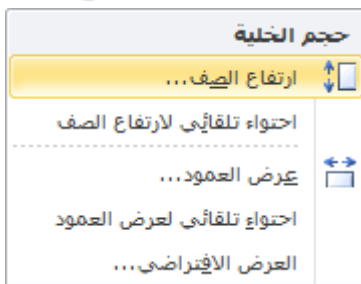 حجم الخلية
ارتفاع الصف...
احتواء تلقائي لارتفاع الصف
عرض العمود...
احتواء تلقائي لعرض العمود
العرض الافتراضي...